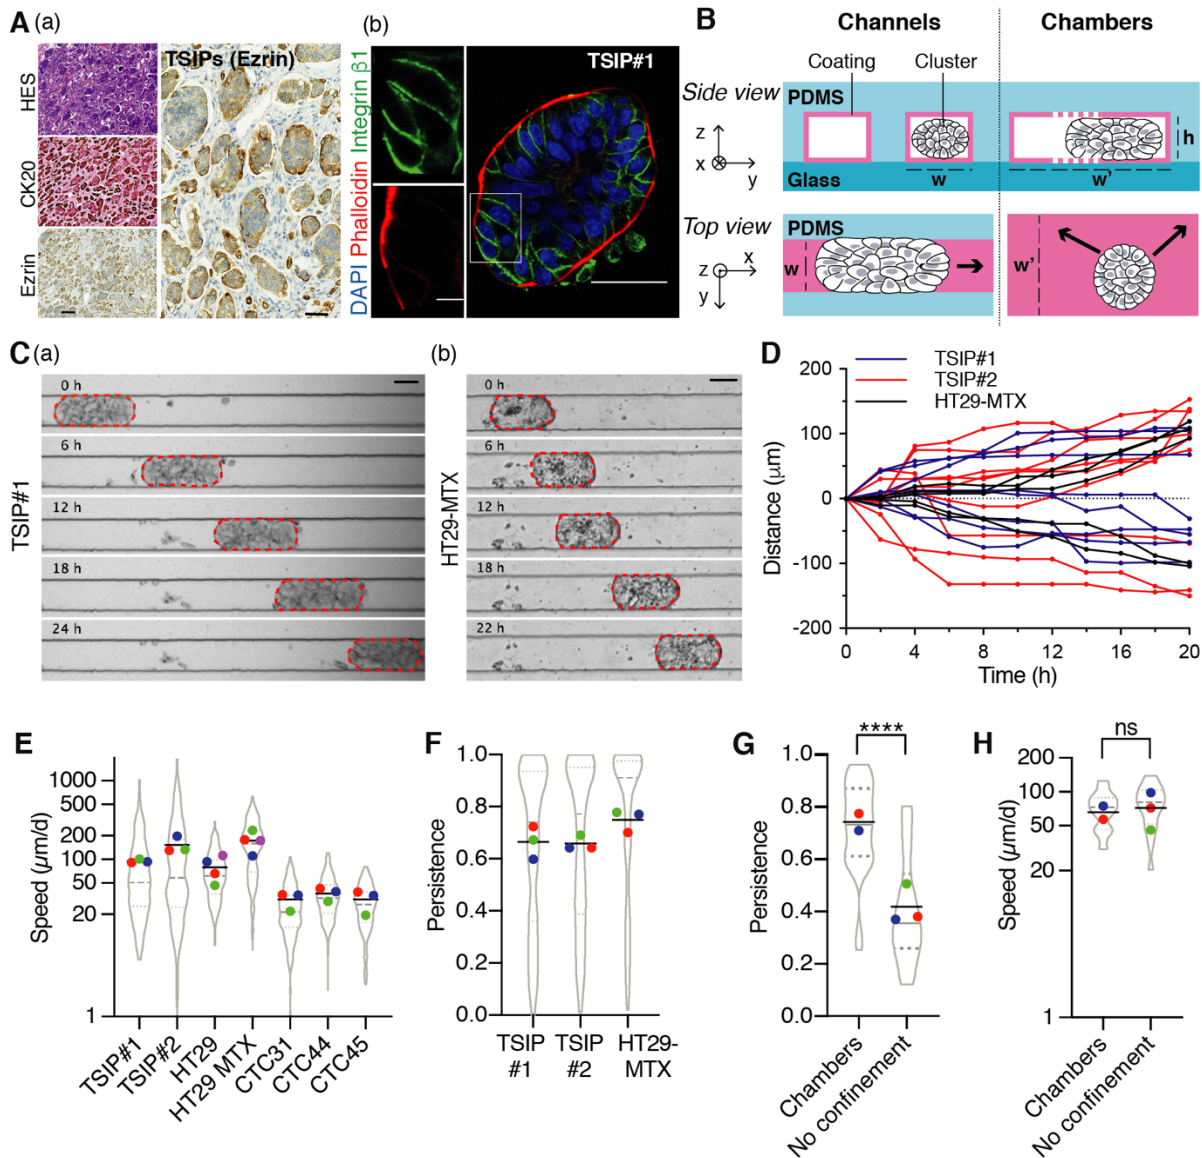 A (a)
HES
CK20
Ezrin
TSIPs (Ezrin)
(b)
DAPI Phalloidin Integrin β1
TSIP#1
B
Channels
Chambers
Coating
Cluster
Side view
PDMS
z
x
y
Glass
w
w'
h
Top view
PDMS
z
x
y
w
w'
C (a)
TSIP#1
0 h
6 h
12 h
18 h
24 h
(b)
HT29-MTX
0 h
6 h
12 h
18 h
22 h
D
TSIP#1
TSIP#2
HT29-MTX
Distance (µm)
200
100
0
-100
-200
0 4 8 12 16 20
Time (h)
E
Speed (µm/d)
1000
500
200
100
50
20
1
TSIP#1
TSIP#2
HT29
HT29 MTX
CTC31
CTC44
CTC45
F
Persistence
1.0
0.8
0.6
0.4
0.2
0.0
TSIP
#1
TSIP
#2
HT29-
MTX
G
****
Persistence
1.0
0.8
0.6
0.4
0.2
0.0
Chambers
No confinement
H
ns
Speed (µm/d)
200
100
50
20
1
Chambers
No confinement